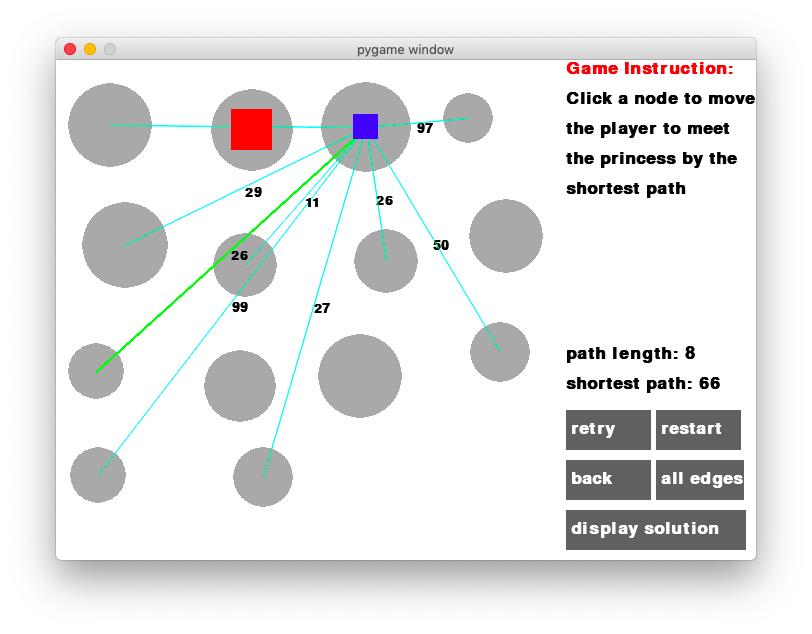 pygame window
Game Instruction:
Click a node to move
the player to meet
the princess by the
shortest path
97
29
11
26
50
26
99
27
path length: 8
shortest path: 66
retry
restart
back
all edges
display solution